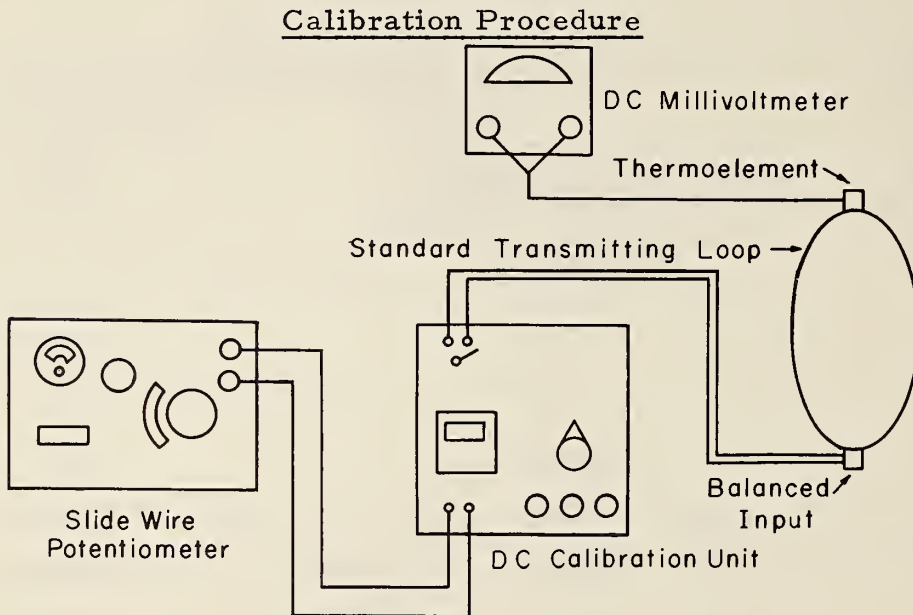 Calibration Procedure
DC Millivoltmeter
Thermoelement
Standard Transmitting Loop
Balanced
Input
Slide Wire
Potentiometer
DC Calibration Unit